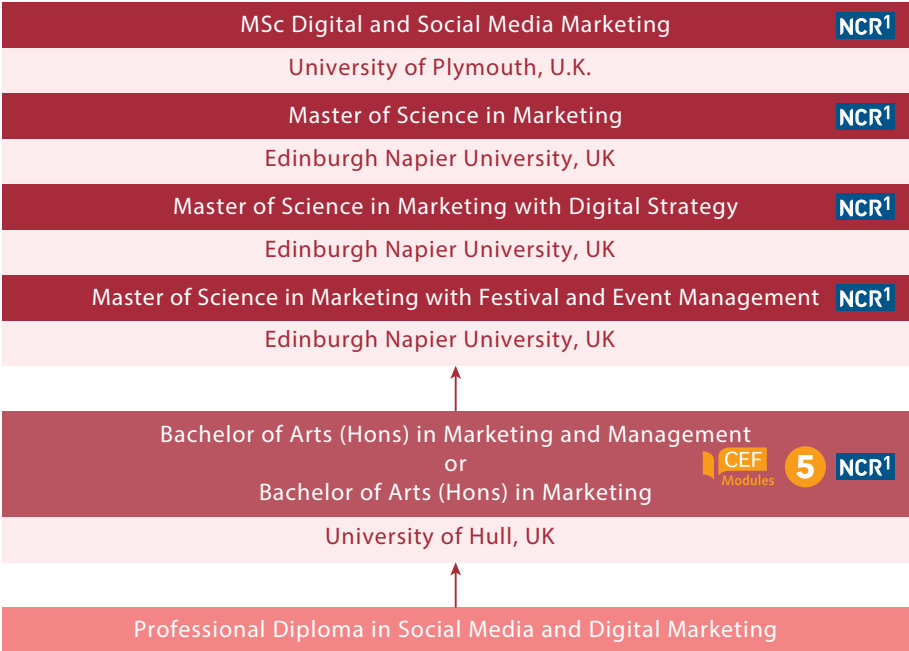 MSc Digital and Social Media Marketing NCR1
University of Plymouth, U.K.
Master of Science in Marketing NCR1
Edinburgh Napier University, UK
Master of Science in Marketing with Digital Strategy NCR1
Edinburgh Napier University, UK
Master of Science in Marketing with Festival and Event Management NCR1
Edinburgh Napier University, UK
Bachelor of Arts (Hons) in Marketing and Management
or
Bachelor of Arts (Hons) in Marketing
CEF
Modules
5
NCR1
University of Hull, UK
Professional Diploma in Social Media and Digital Marketing